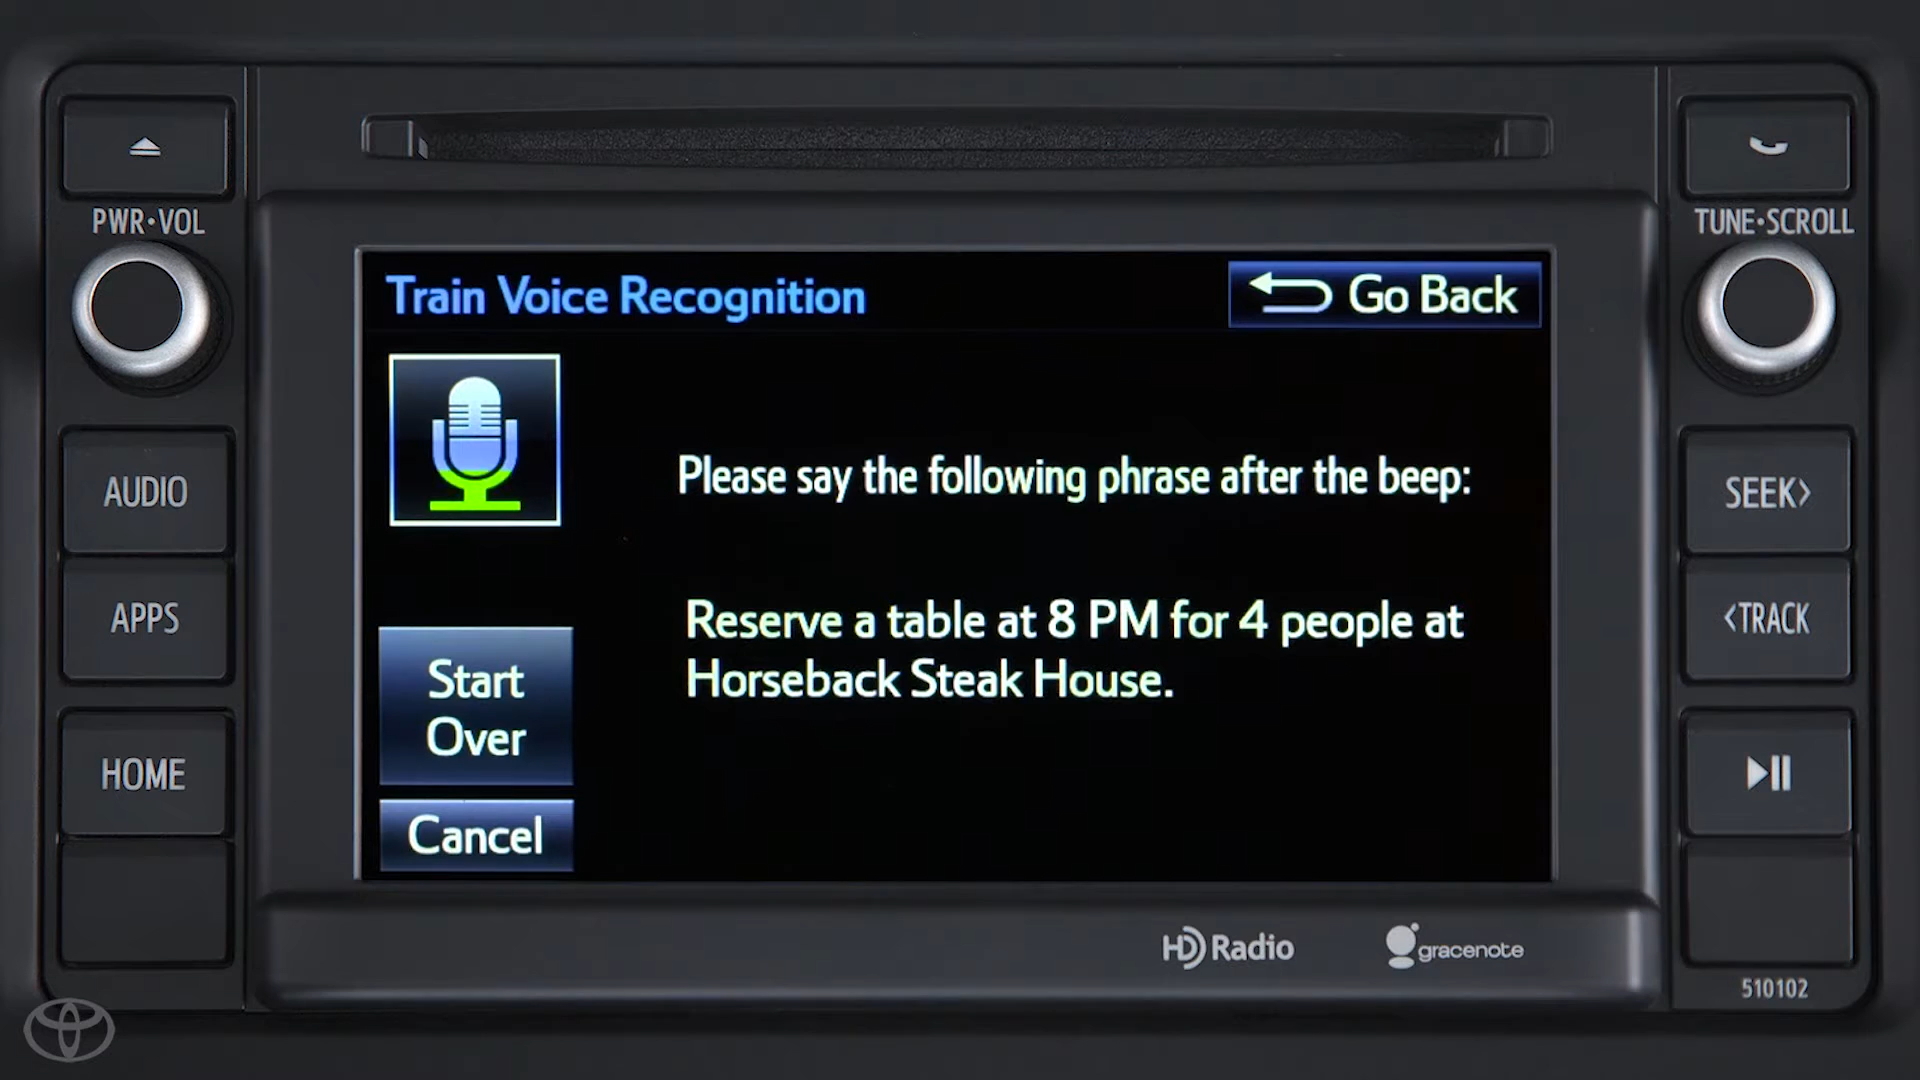 PWR•VOL
TUNE•SCROLL
Train Voice Recognition
Go Back
Please say the following phrase after the beep:
AUDIO
SEEK>
APPS
<TRACK
Reserve a table at 8 PM for 4 people at
Horseback Steak House.
Start
Over
HOME
Cancel
HD Radio
gracenote
510102